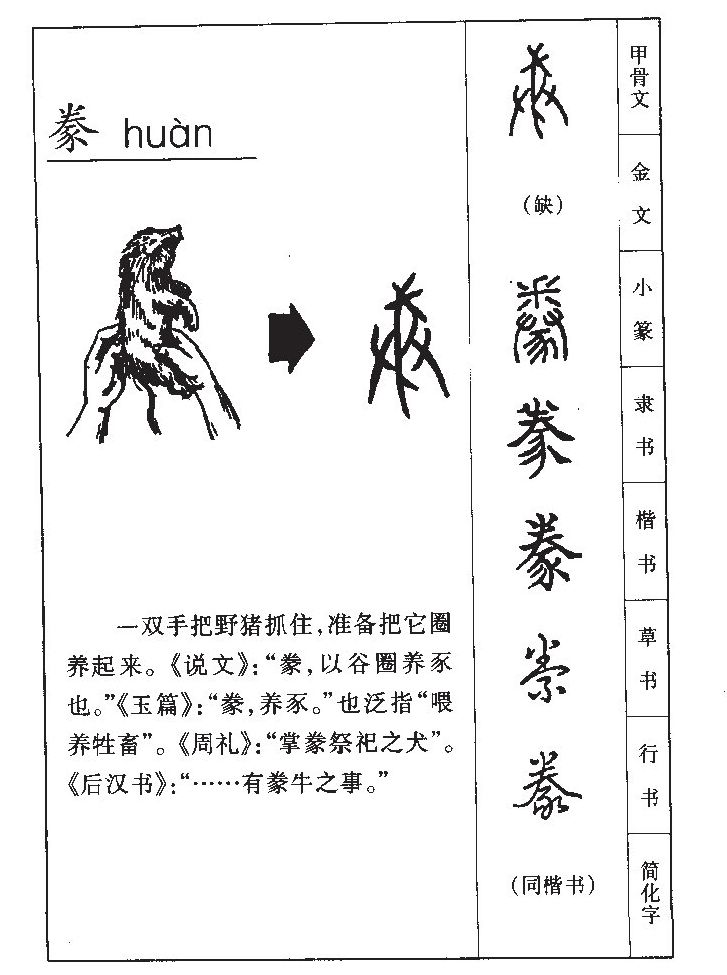 豢 huàn
一双手把野猪抓住，准备把它圈
养起来。《说文》：“豢，以谷圈养豕
也。”《玉篇》：“豢，养豕。”也泛指“喂
养牲畜”。《周礼》：“掌豢祭祀之犬”。
《后汉书》：“……有豢牛之事。”
甲骨文
（缺）
金文
小篆
豢
隶书
豢
楷书
草书
豢
行书
（同楷书）
简化字